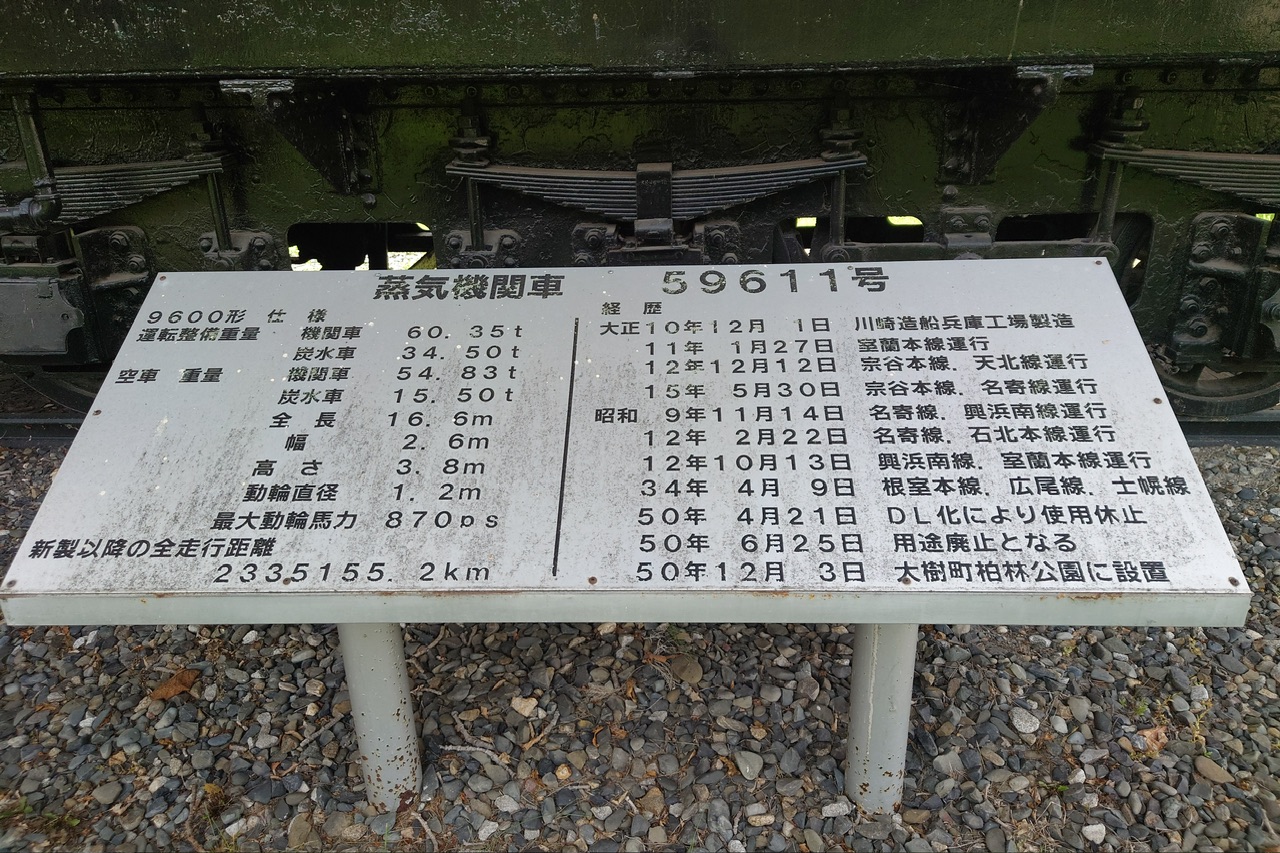 蒸気機関車 59611号
9600形 仕様
運転整備重量 機関車 60.35t
炭水車 34.50t
空車 重量 機関車 54.83t
炭水車 15.50t
全長 16.6m
幅 2.6m
高さ 3.8m
動輪直径 1.2m
最大動輪馬力 870ps
新製以降の全走行距離
2335155.2km
経歴
大正10年12月 1日 川崎造船兵庫工場製造
11年 1月27日 室蘭本線運行
12年12月12日 宗谷本線.天北線運行
15年 5月30日 宗谷本線.名寄線運行
昭和 9年11月14日 名寄線.興浜南線運行
12年 2月22日 名寄線.石北本線運行
12年10月13日 興浜南線.室蘭本線運行
34年 4月 9日 根室本線.広尾線.士幌線
50年 4月21日 DL化により使用休止
50年 6月25日 用途廃止となる
50年12月 3日 大樹町柏林公園に設置